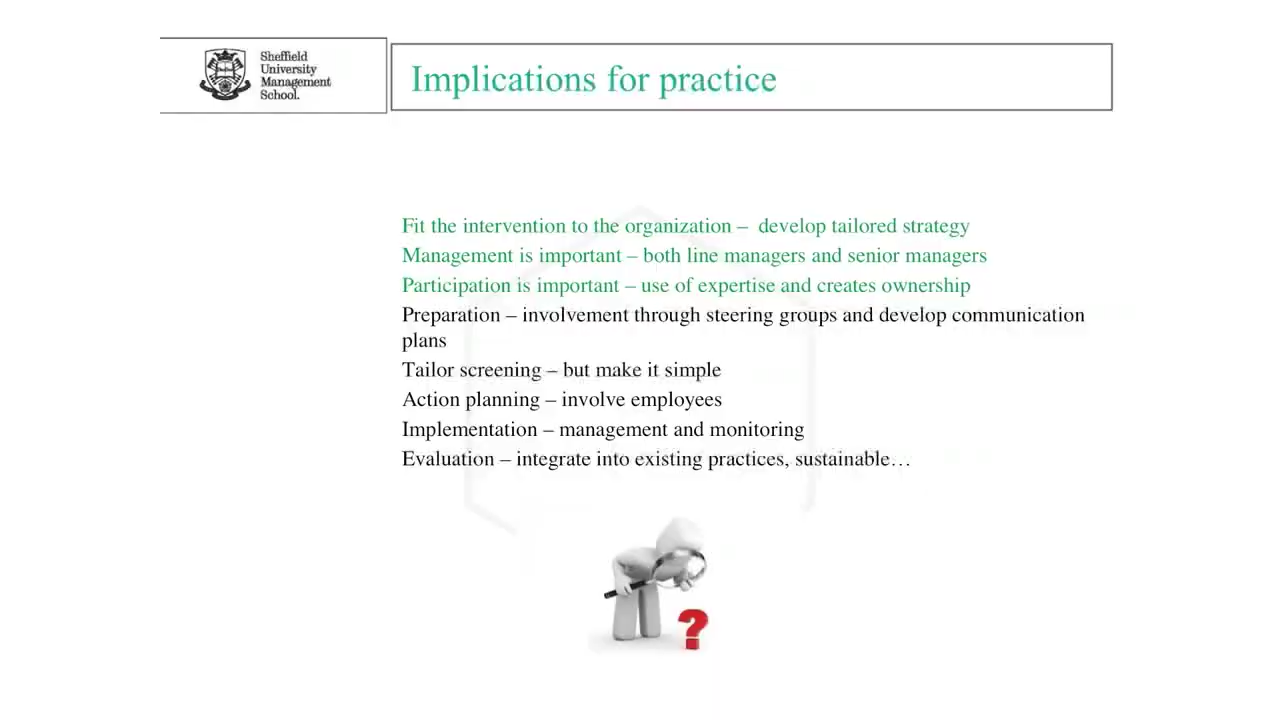 Sheffield
University
Management
School.
Implications for practice
Fit the intervention to the organization –  develop tailored strategy
Management is important – both line managers and senior managers
Participation is important – use of expertise and creates ownership
Preparation – involvement through steering groups and develop communication
plans
Tailor screening – but make it simple
Action planning – involve employees
Implementation – management and monitoring
Evaluation – integrate into existing practices, sustainable…
?